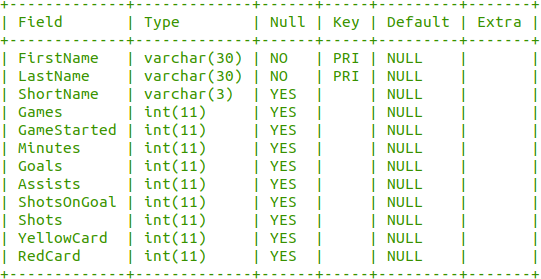 +-------------+-------------+------+-----+---------+-------+
| Field       | Type        | Null | Key | Default | Extra |
+-------------+-------------+------+-----+---------+-------+
| FirstName   | varchar(30) | NO   | PRI | NULL    |       |
| LastName    | varchar(30) | NO   | PRI | NULL    |       |
| ShortName   | varchar(3)  | YES  |     | NULL    |       |
| Games       | int(11)     | YES  |     | NULL    |       |
| GameStarted | int(11)     | YES  |     | NULL    |       |
| Minutes     | int(11)     | YES  |     | NULL    |       |
| Goals       | int(11)     | YES  |     | NULL    |       |
| Assists     | int(11)     | YES  |     | NULL    |       |
| ShotsOnGoal | int(11)     | YES  |     | NULL    |       |
| Shots       | int(11)     | YES  |     | NULL    |       |
| YellowCard  | int(11)     | YES  |     | NULL    |       |
| RedCard     | int(11)     | YES  |     | NULL    |       |
+-------------+-------------+------+-----+---------+-------+